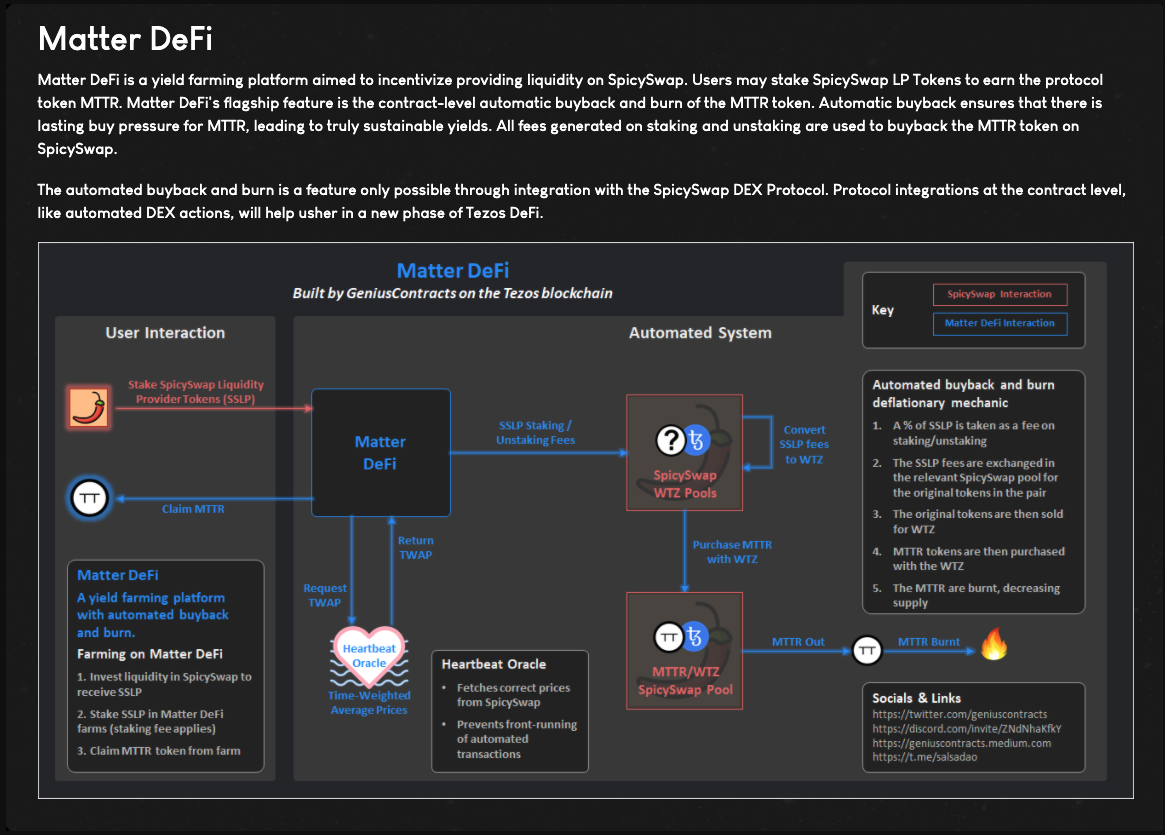 Matter DeFi
Matter DeFi is a yield farming platform aimed to incentivize providing liquidity on SpicySwap. Users may stake SpicySwap LP Tokens to earn the protocol
token MTTR. Matter DeFi's flagship feature is the contract-level automatic buyback and burn of the MTTR token. Automatic buyback ensures that there is
lasting buy pressure for MTTR, leading to truly sustainable yields. All fees generated on staking and unstaking are used to buyback the MTTR token on
SpicySwap.
The automated buyback and burn is a feature only possible through integration with the SpicySwap DEX Protocol. Protocol integrations at the contract level,
like automated DEX actions, will help usher in a new phase of Tezos DeFi.
Matter DeFi
Built by GeniusContracts on the Tezos blockchain
User Interaction
Stake SpicySwap Liquidity
Provider Tokens (SSLP)
Claim MTTR
Matter DeFi
A yield farming platform
with automated buyback
and burn.
Farming on Matter DeFi
1. Invest liquidity in SpicySwap to
receive SSLP
2. Stake SSLP in Matter DeFi
farms (staking fee applies)
3. Claim MTTR token from farm
Automated System
Matter
DeFi
SSLP Staking /
Unstaking Fees
?
SpicySwap
WTZ Pools
Convert
SSLP fees
to WTZ
Return
TWAP
Request
TWAP
Purchase MTTR
with WTZ
Heartbeat
Oracle
Time-Weighted
Average Prices
Heartbeat Oracle
• Fetches correct prices
from SpicySwap
• Prevents front-running
of automated
transactions
MTTR/WTZ
SpicySwap Pool
MTTR Out
MTTR Burnt
Key
SpicySwap Interaction
Matter DeFi Interaction
Automated buyback and burn
deflationary mechanic
1. A % of SSLP is taken as a fee on
staking/unstaking
2. The SSLP fees are exchanged in
the relevant SpicySwap pool for
the original tokens in the pair
3. The original tokens are then sold
for WTZ
4. MTTR tokens are then purchased
with the WTZ
5. The MTTR are burnt, decreasing
supply
Socials & Links
https://twitter.com/geniuscontracts
https://discord.com/invite/ZNdNhaKfkY
https://geniuscontracts.medium.com
https://t.me/salsadao